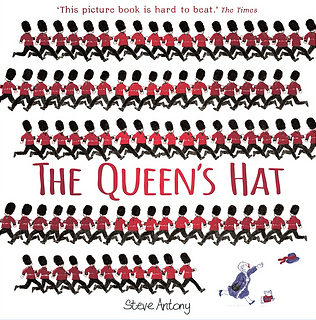 'This picture book is hard to beat.' The Times
THE QUEEN'S HAT
Steve Antony